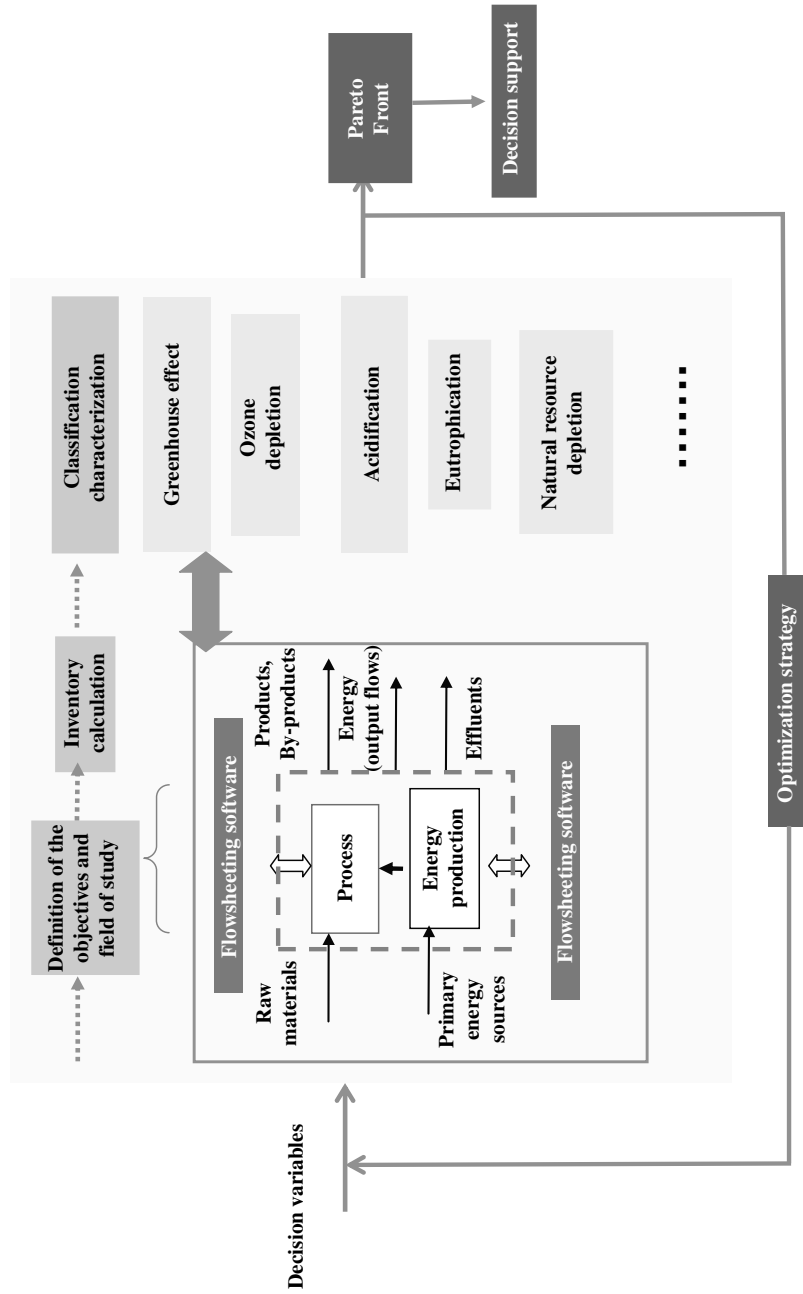 Decision variables
Definition of the
objectives and
field of study
Inventory
calculation
Classification
characterization
Flowsheeting software
Raw
materials
Process
Products,
By-products
Energy
(output flows)
Primary
energy
sources
Energy
production
Effluents
Flowsheeting software
Greenhouse effect
Ozone
depletion
Acidification
Eutrophication
Natural resource
depletion
.......
Pareto
Front
Decision support
Optimization strategy